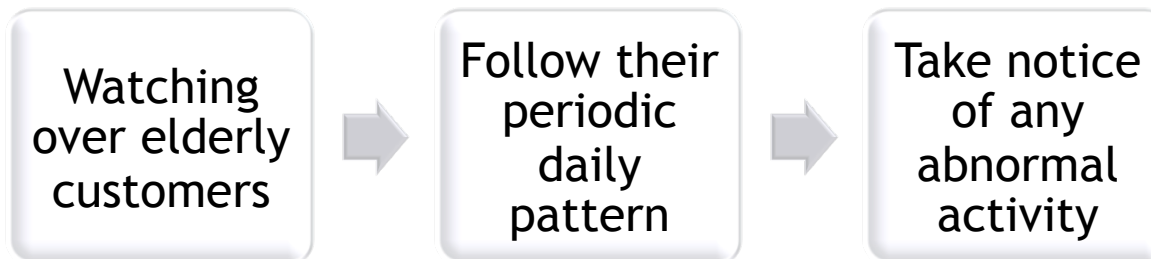 Watching
over elderly
customers
Follow their
periodic
daily
pattern
Take notice
of any
abnormal
activity